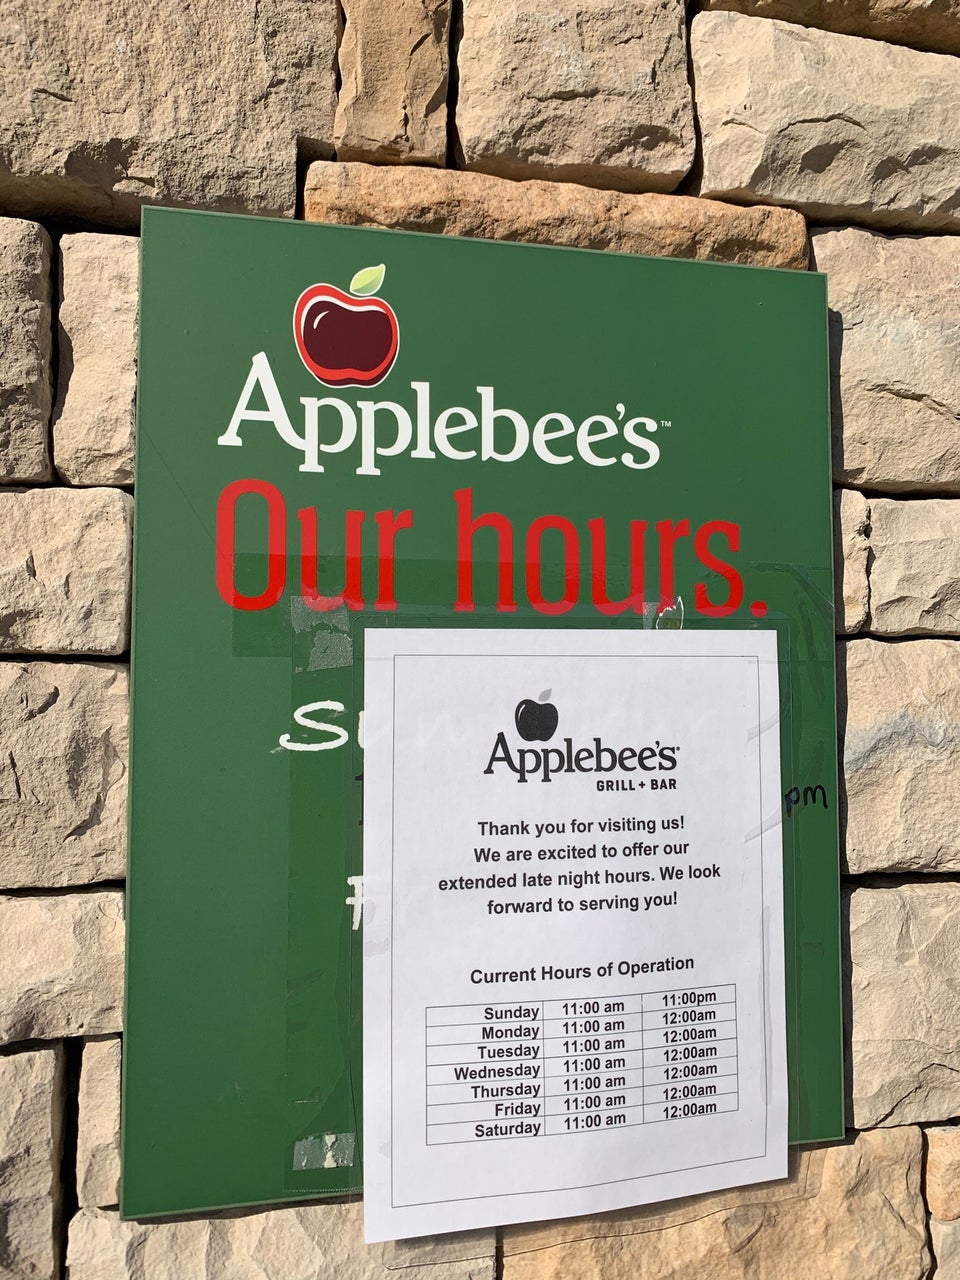 Applebee's™
Our hours.
pm
Applebee's®
GRILL + BAR
Thank you for visiting us!
We are excited to offer our
extended late night hours. We look
forward to serving you!
Current Hours of Operation
Sunday 11:00 am 11:00pm
Monday 11:00 am 12:00am
Tuesday 11:00 am 12:00am
Wednesday 11:00 am 12:00am
Thursday 11:00 am 12:00am
Friday 11:00 am 12:00am
Saturday 11:00 am 12:00am